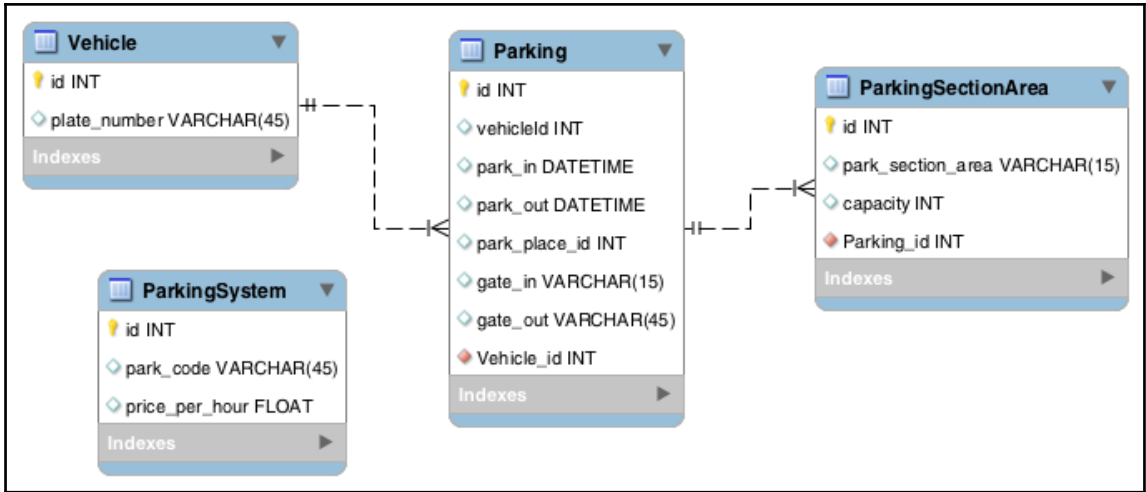 Vehicle
id INT
plate_number VARCHAR(45)
Indexes
ParkingSystem
id INT
park_code VARCHAR(45)
price_per_hour FLOAT
Indexes
Parking
id INT
vehicleId INT
park_in DATETIME
park_out DATETIME
park_place_id INT
gate_in VARCHAR(15)
gate_out VARCHAR(45)
Vehicle_id INT
Indexes
ParkingSectionArea
id INT
park_section_area VARCHAR(15)
capacity INT
Parking_id INT
Indexes